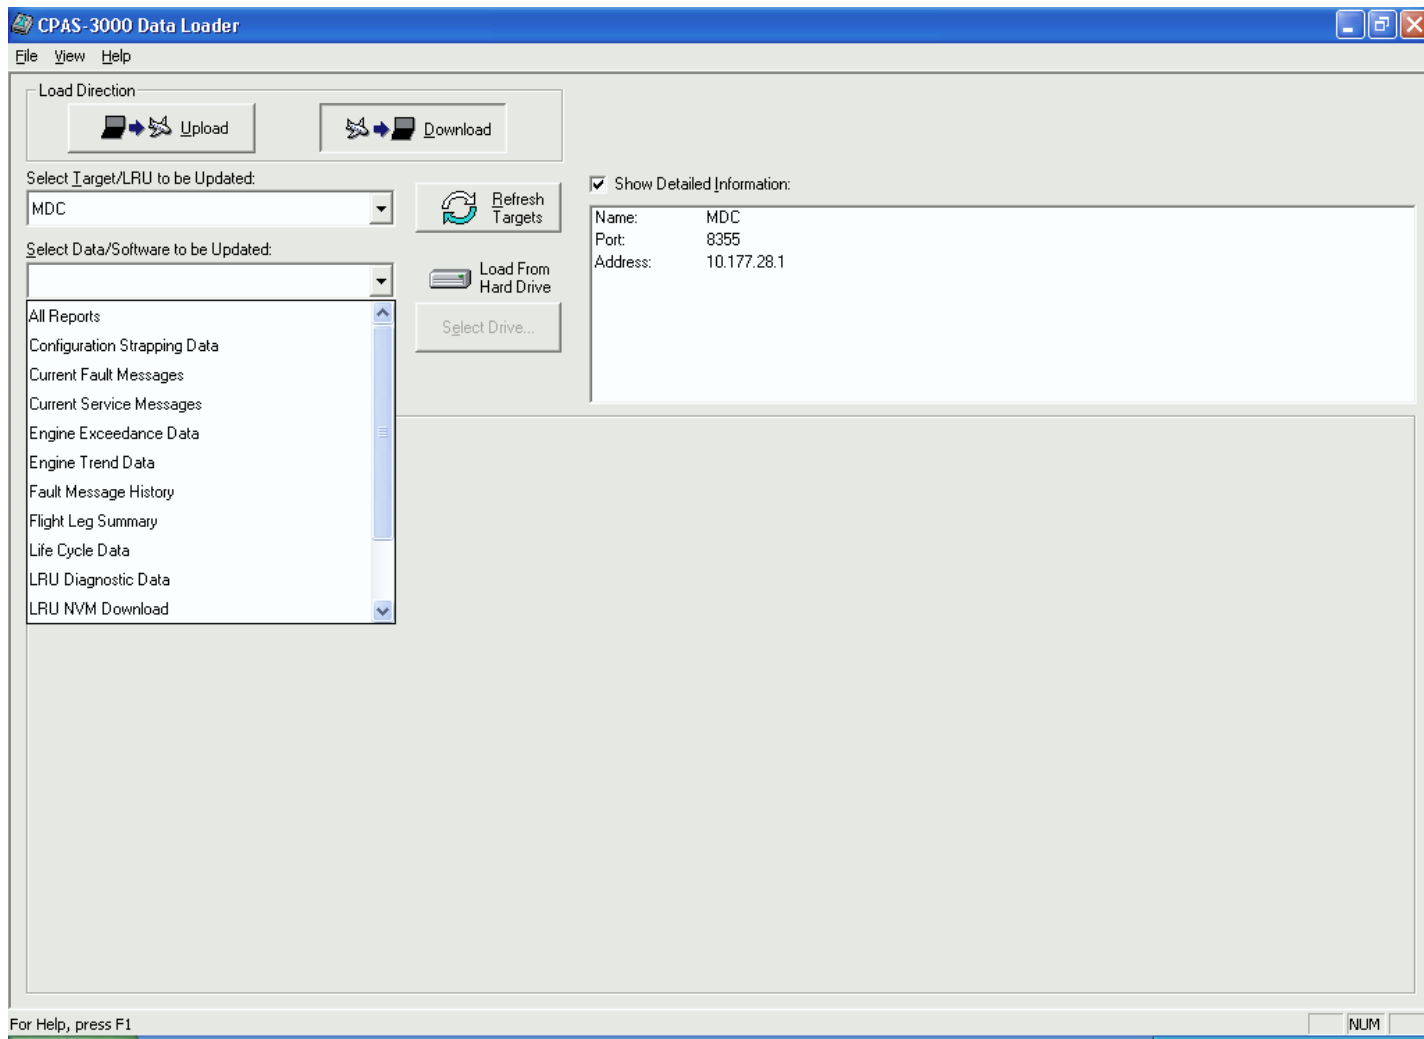 CPAS-3000 Data Loader
File View Help
Load Direction
Upload
Download
Select Target/LRU to be Updated:
MDC
Refresh
Targets
Select Data/Software to be Updated:
Load From
Hard Drive
Select Drive...
All Reports
Configuration Strapping Data
Current Fault Messages
Current Service Messages
Engine Exceedance Data
Engine Trend Data
Fault Message History
Flight Leg Summary
Life Cycle Data
LRU Diagnostic Data
LRU NVM Download
Show Detailed Information:
Name: MDC
Port: 8355
Address: 10.177.28.1
For Help, press F1
NUM